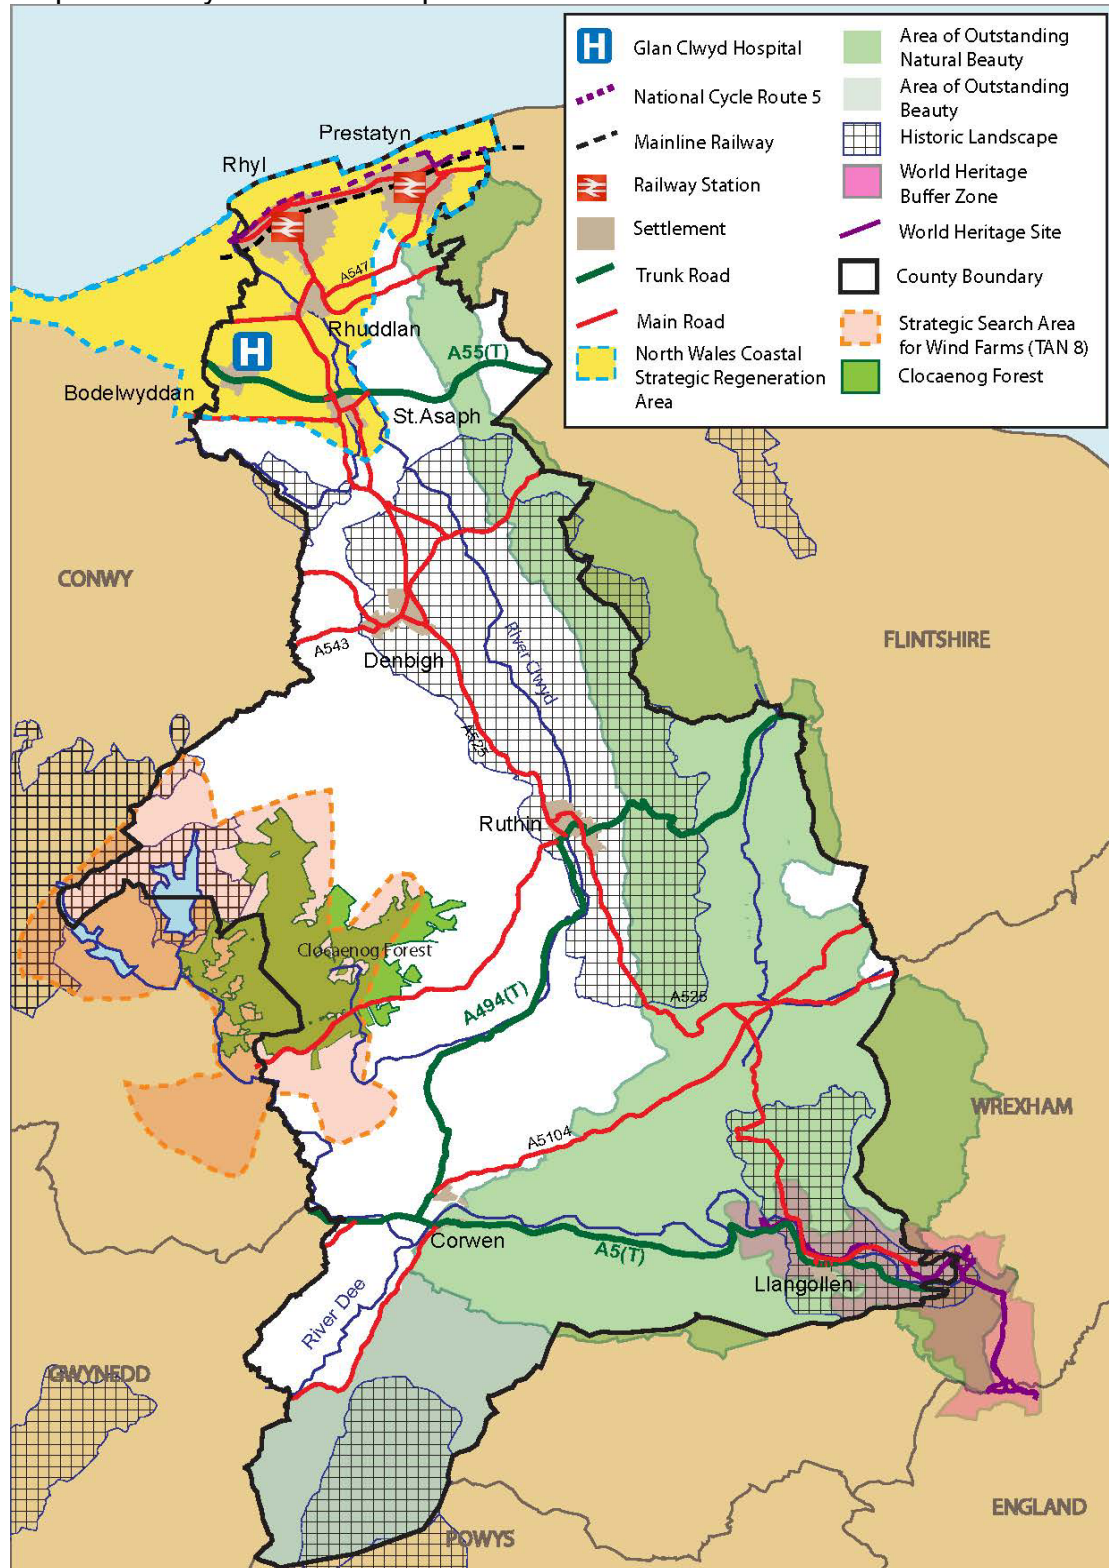 Glan Clwyd Hospital
National Cycle Route 5
Mainline Railway
Railway Station
Settlement
Trunk Road
Main Road
North Wales Coastal
Strategic Regeneration
Area
Area of Outstanding
Natural Beauty
Area of Outstanding
Beauty
Historic Landscape
World Heritage
Buffer Zone
World Heritage Site
County Boundary
Strategic Search Area
for Wind Farms (TAN 8)
Clocaenog Forest
H
Prestatyn
Rhyl
A547
Rhuddlan
H
A55(T)
Bodelwyddan
St.Asaph
CONWY
FLINTSHIRE
A543
Denbigh
River Clwyd
A525
Ruthin
Clocaenog Forest
A494(T)
A525
WREXHAM
A5104
Corwen
A5(T)
Llangollen
River Dee
GWYNEDD
ENGLAND
POWYS